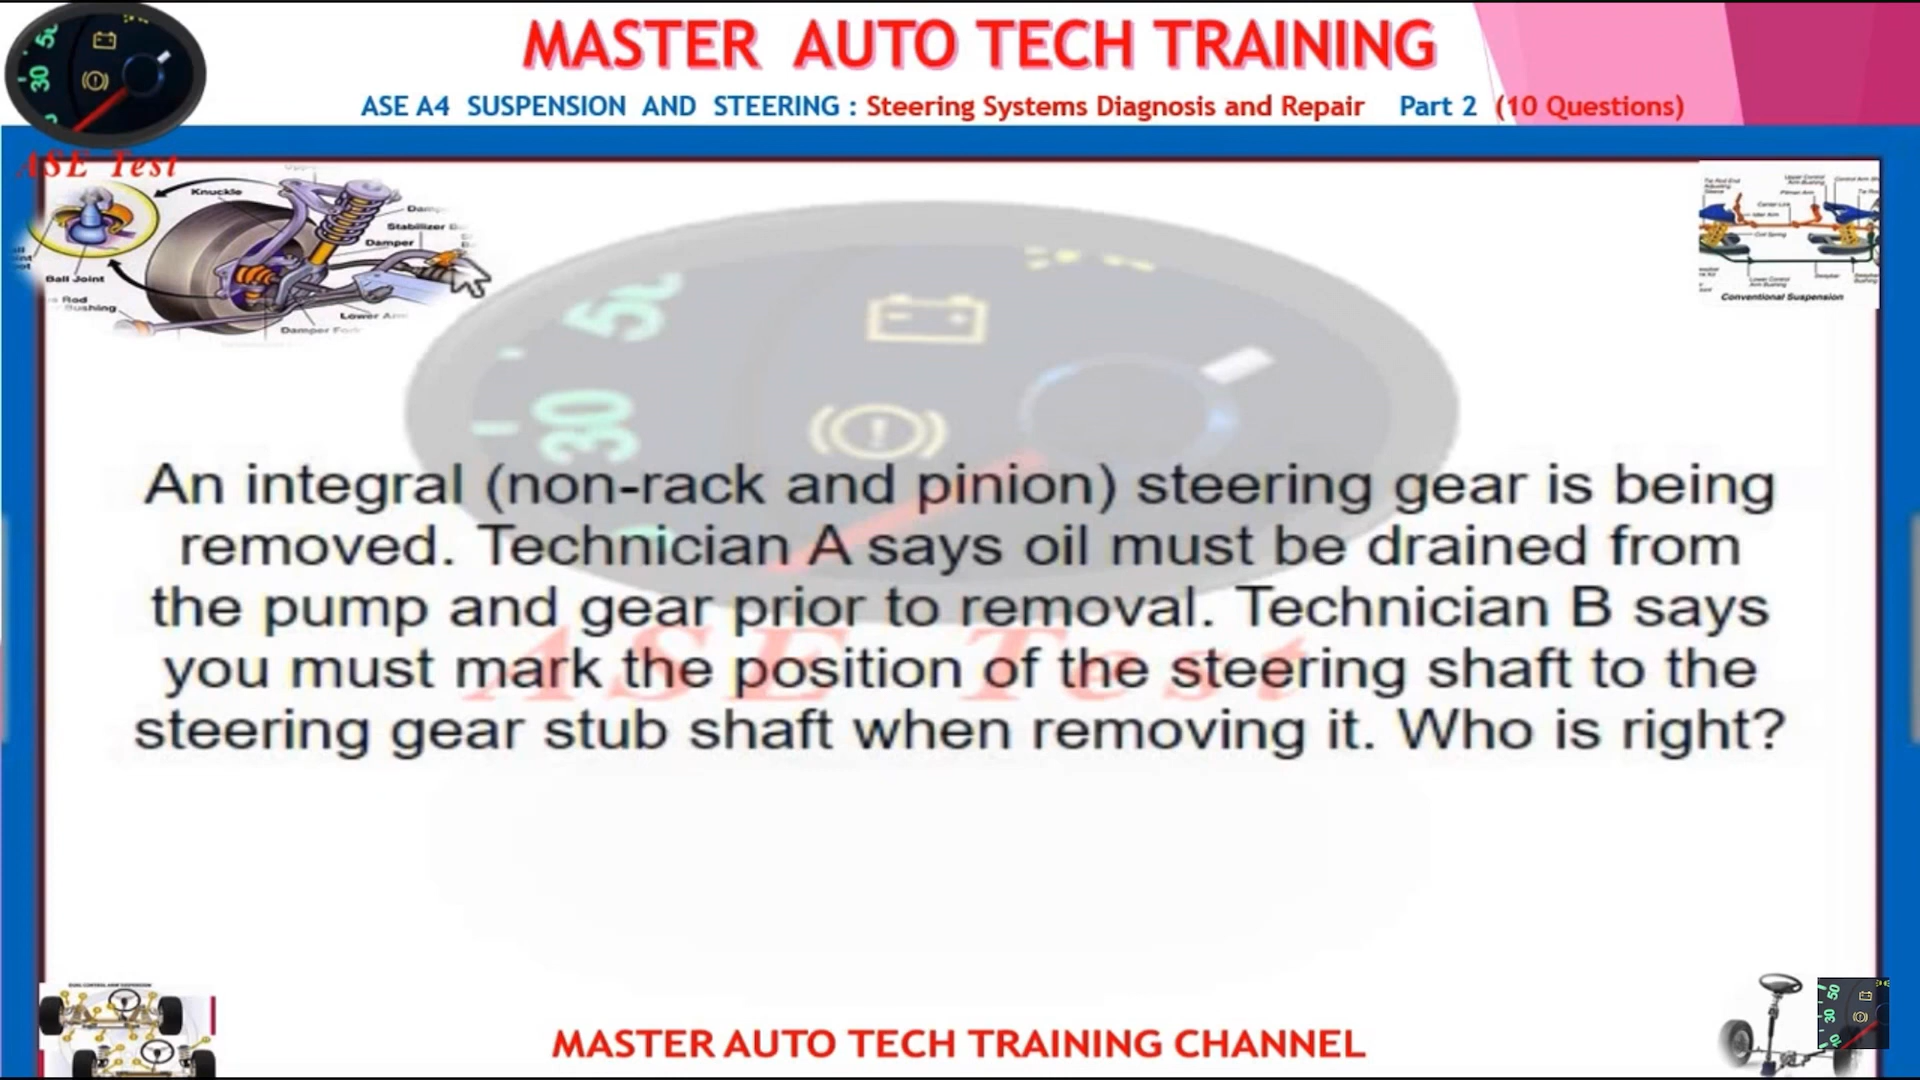 MASTER AUTO TECH TRAINING
ASE A4 SUSPENSION AND STEERING : Steering Systems Diagnosis and Repair Part 2 (10 Questions)
ASE Test
Knuckle
Stabilizer
Damper
Ball Joint
Damper Fork
Conventional Suspension
50
30
An integral (non-rack and pinion) steering gear is being
removed. Technician A says oil must be drained from
the pump and gear prior to removal. Technician B says
you must mark the position of the steering shaft to the
steering gear stub shaft when removing it. Who is right?
ASE Test
MASTER AUTO TECH TRAINING CHANNEL